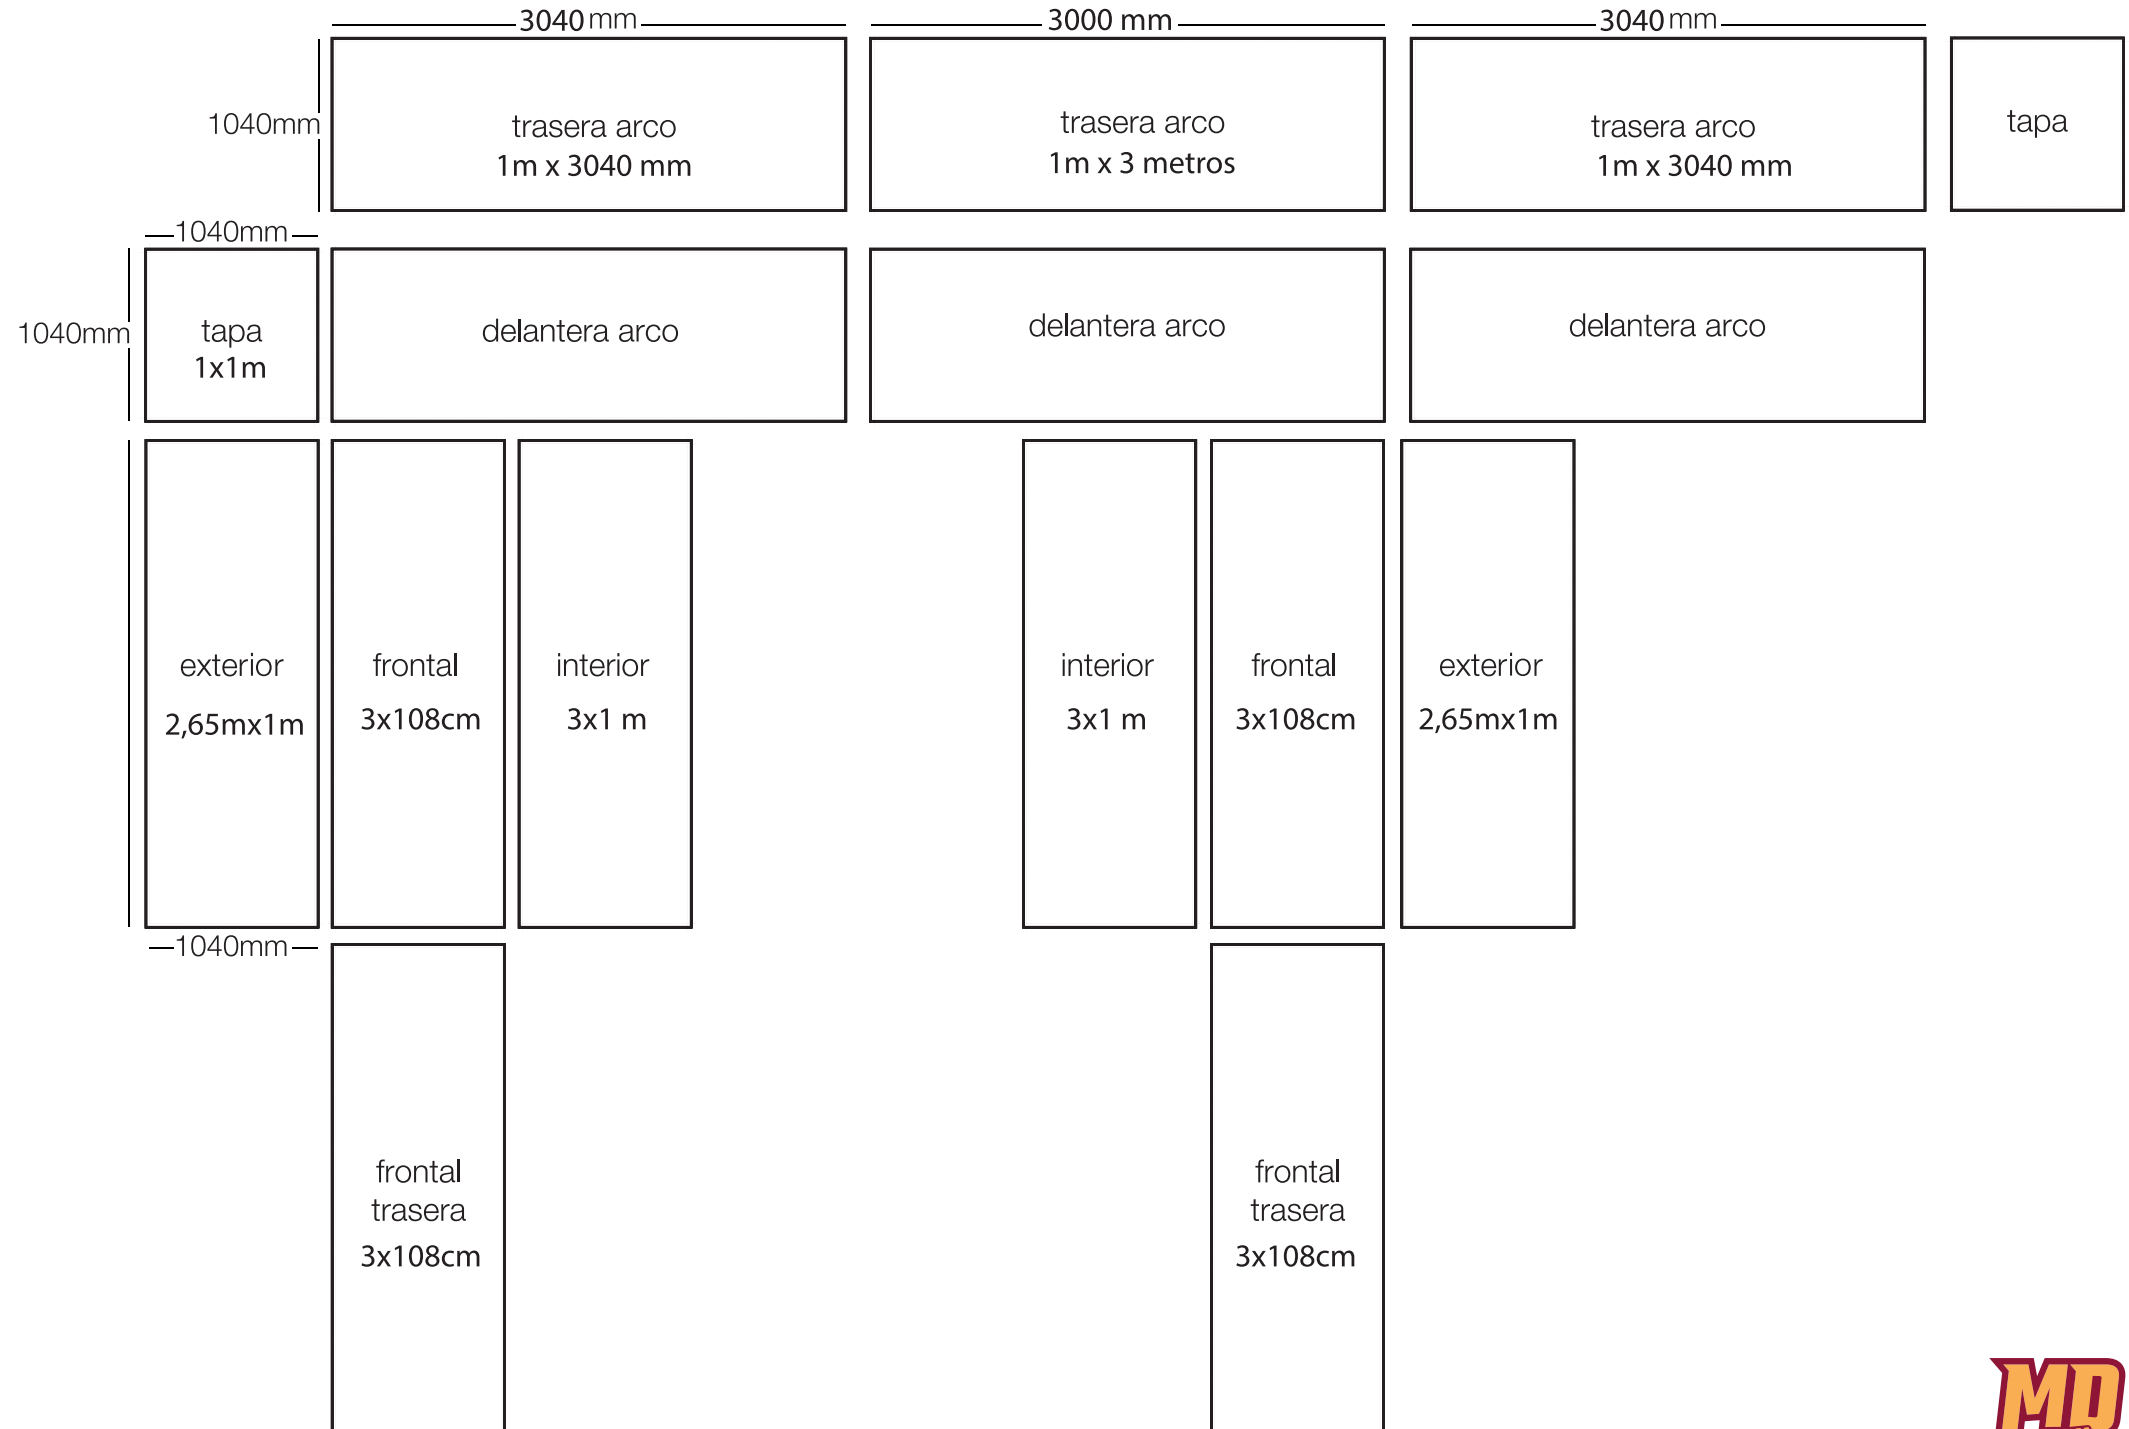 3040 mm
3000 mm
3040 mm
1040mm
trasera arco
1m x 3040 mm
trasera arco
1m x 3 metros
trasera arco
1m x 3040 mm
tapa
1040mm
1040mm
tapa
1x1m
delantera arco
delantera arco
delantera arco
exterior
2,65mx1m
frontal
3x108cm
interior
3x1 m
interior
3x1 m
frontal
3x108cm
exterior
2,65mx1m
1040mm
frontal
trasera
3x108cm
frontal
trasera
3x108cm
MD